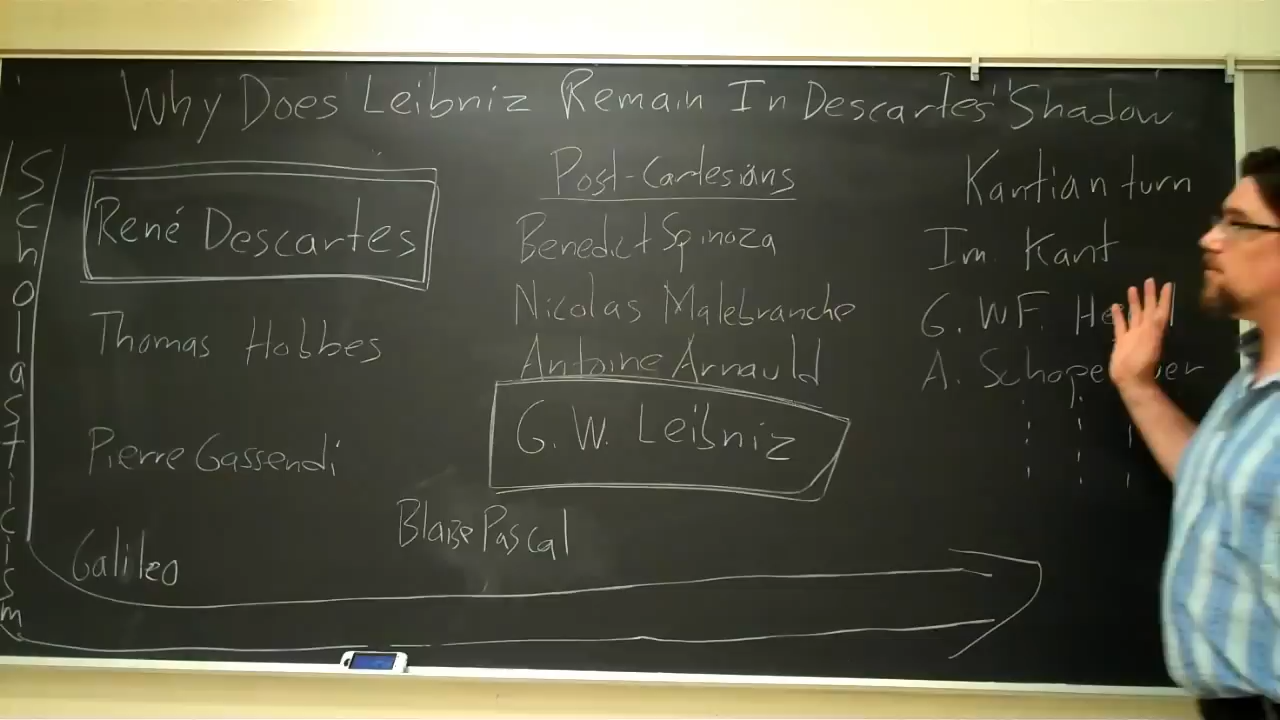 Why Does Leibniz Remain In Descartes' Shadow
Scholasticism
René Descartes
Thomas Hobbes
Pierre Gassendi
Galileo
Blaise Pascal
Post-Cartesians
Benedict Spinoza
Nicolas Malebranche
Antoine Arnauld
G. W. Leibniz
Kantian turn
Im. Kant
G. W.F.
A.